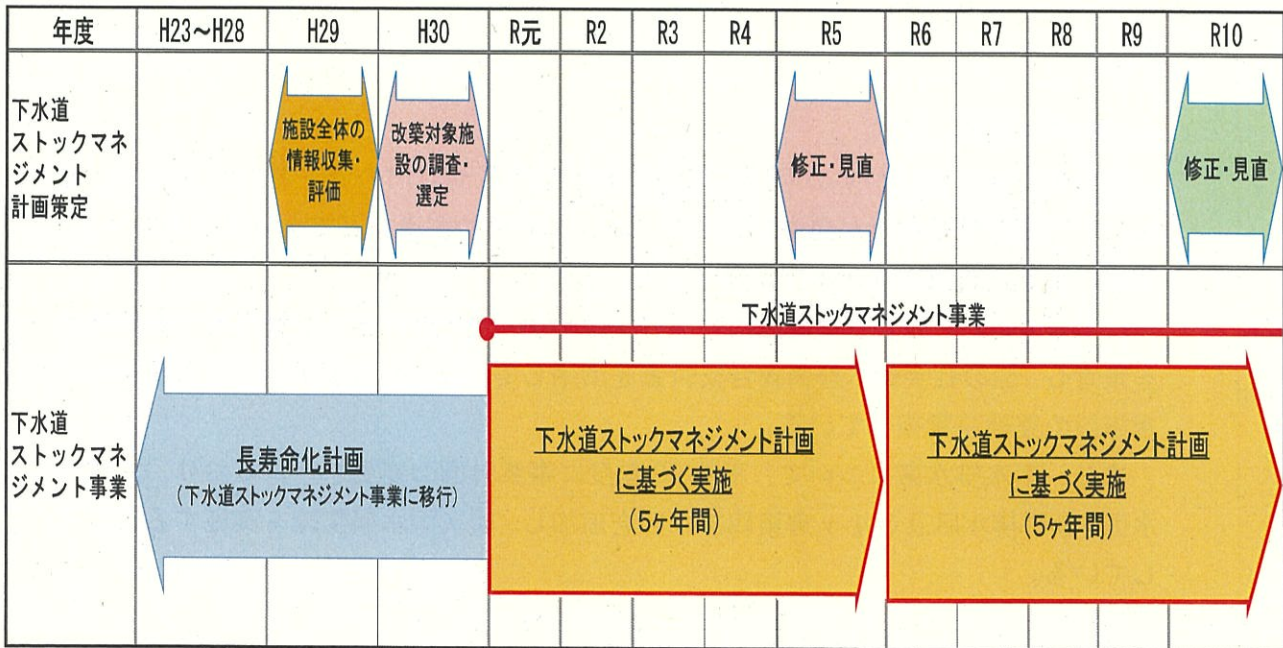 年度 H23～H28 H29 H30 R元 R2 R3 R4 R5 R6 R7 R8 R9 R10
下水道
ストックマネ
ジメント
計画策定
施設全体の
情報収集・
評価
改築対象施
設の調査・
選定
修正・見直
修正・見直
下水道ストックマネジメント事業
下水道
ストックマネ
ジメント事業
長寿命化計画
(下水道ストックマネジメント事業に移行)
下水道ストックマネジメント計画
に基づく実施
(5ヶ年間)
下水道ストックマネジメント計画
に基づく実施
(5ヶ年間)